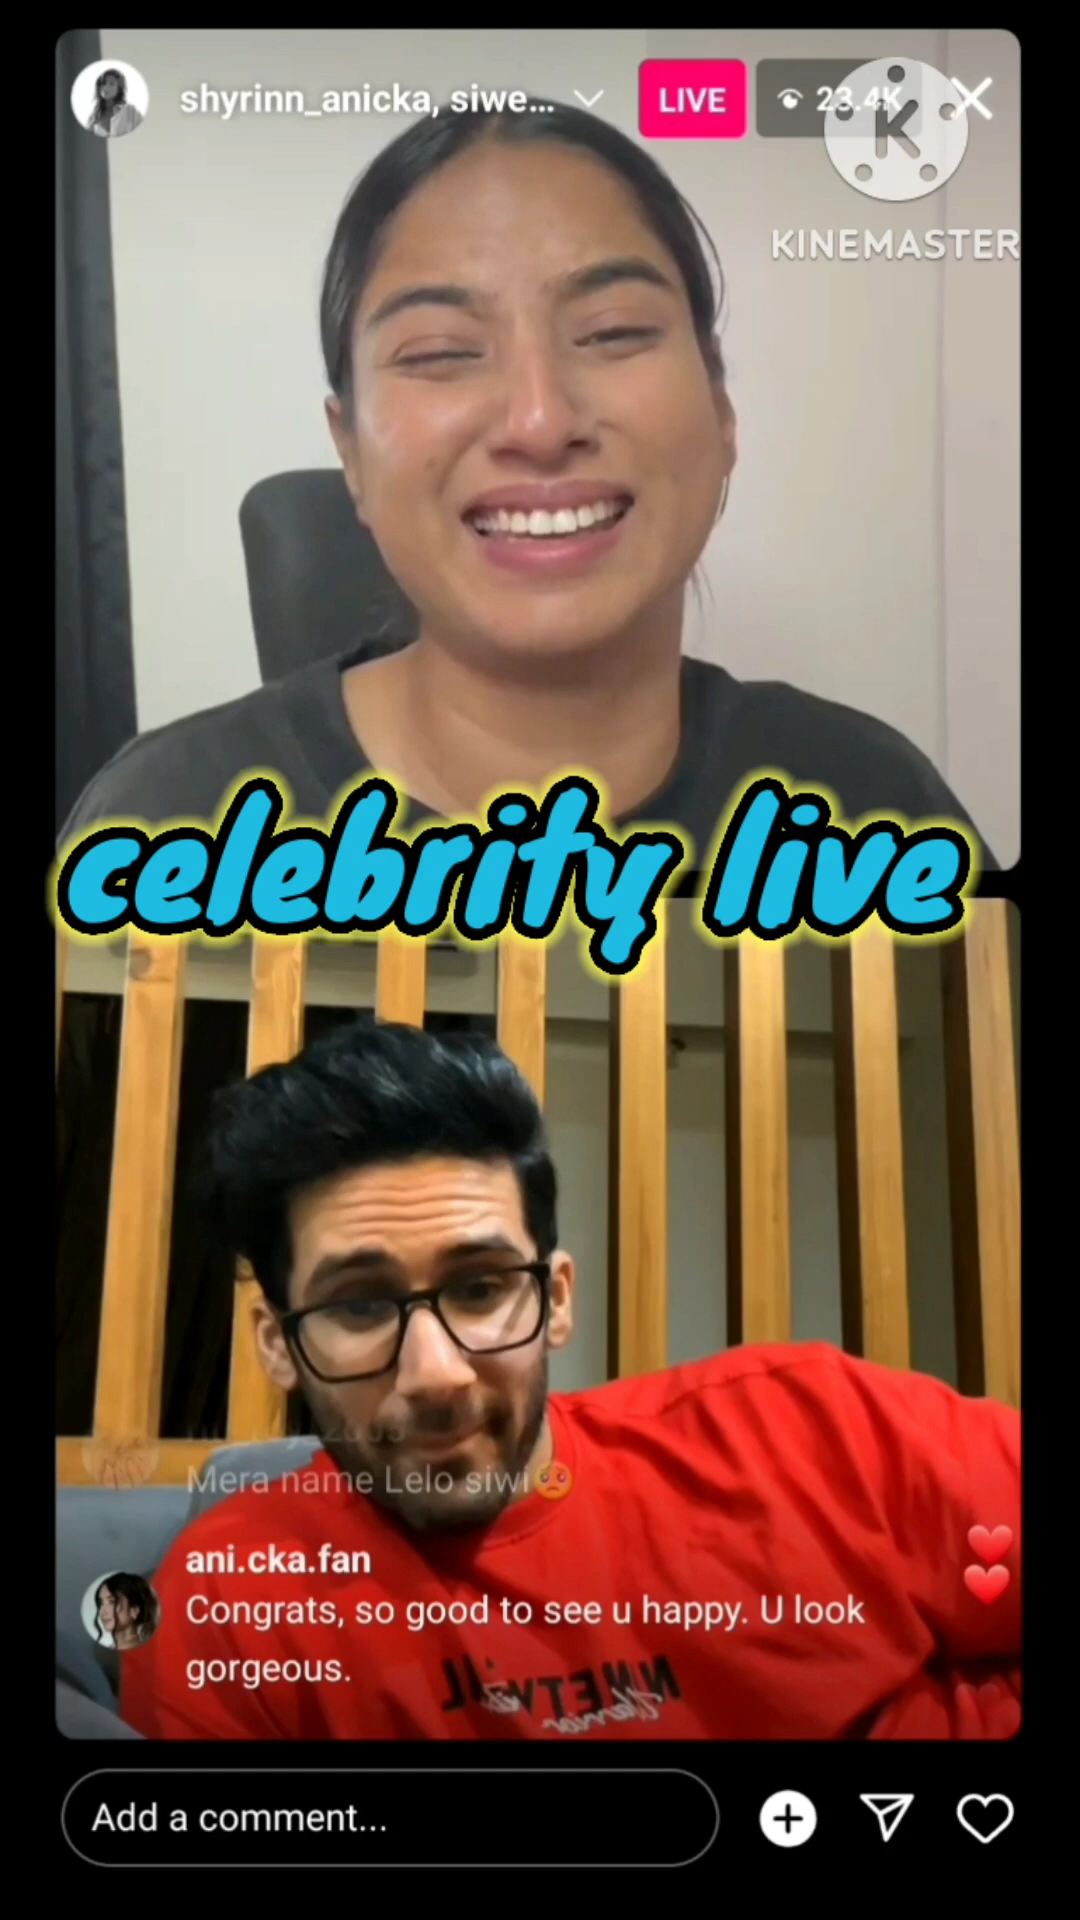 shyrinn_anicka, siwe...
LIVE
23.4K
KINEMASTER
celebrity live
Mera name Lelo siwi🥺
ani.cka.fan
Congrats, so good to see u happy. U look
gorgeous.
Add a comment...